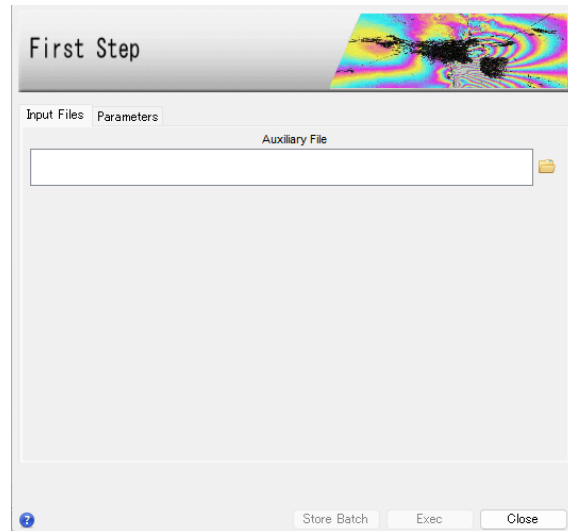 First Step
Input Files Parameters
Auxiliary File
?
Store Batch Exec Close